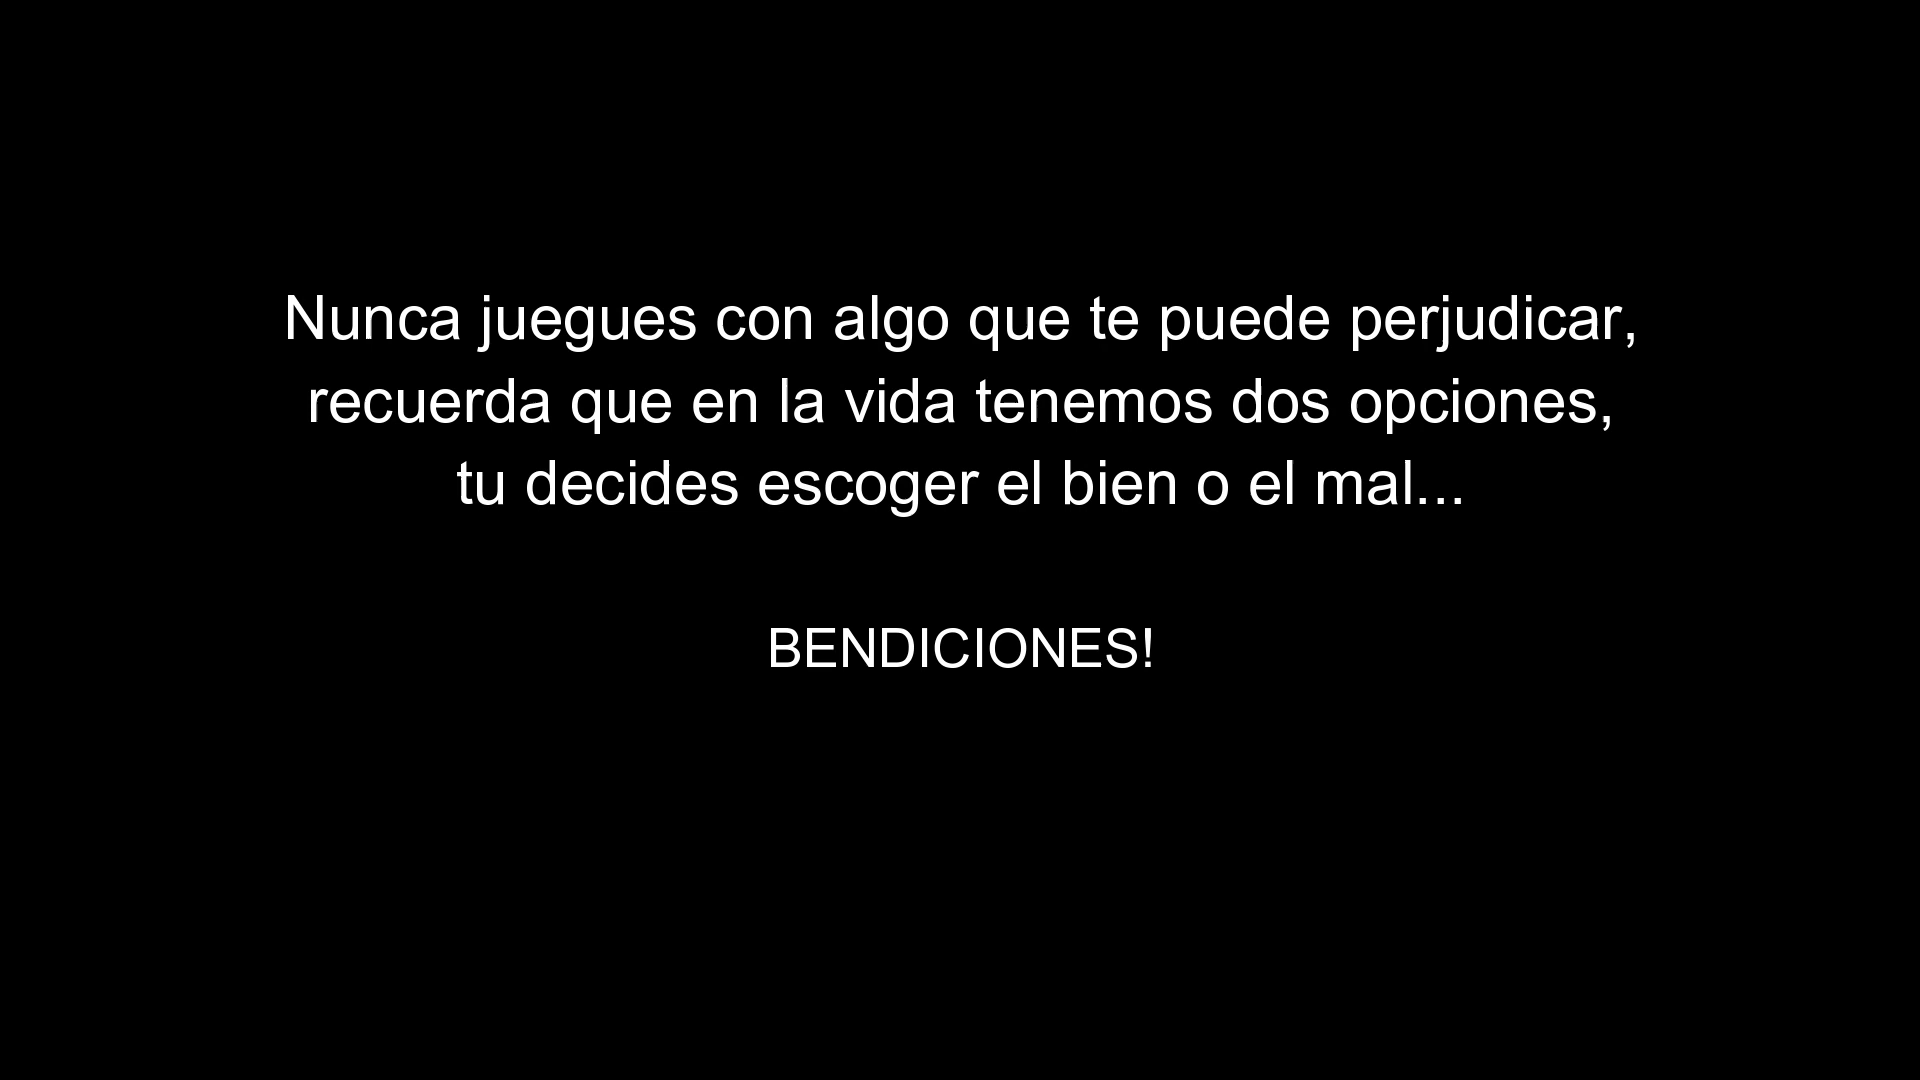 Nunca juegues con algo que te puede perjudicar,
recuerda que en la vida tenemos dos opciones,
tu decides escoger el bien o el mal...
BENDICIONES!